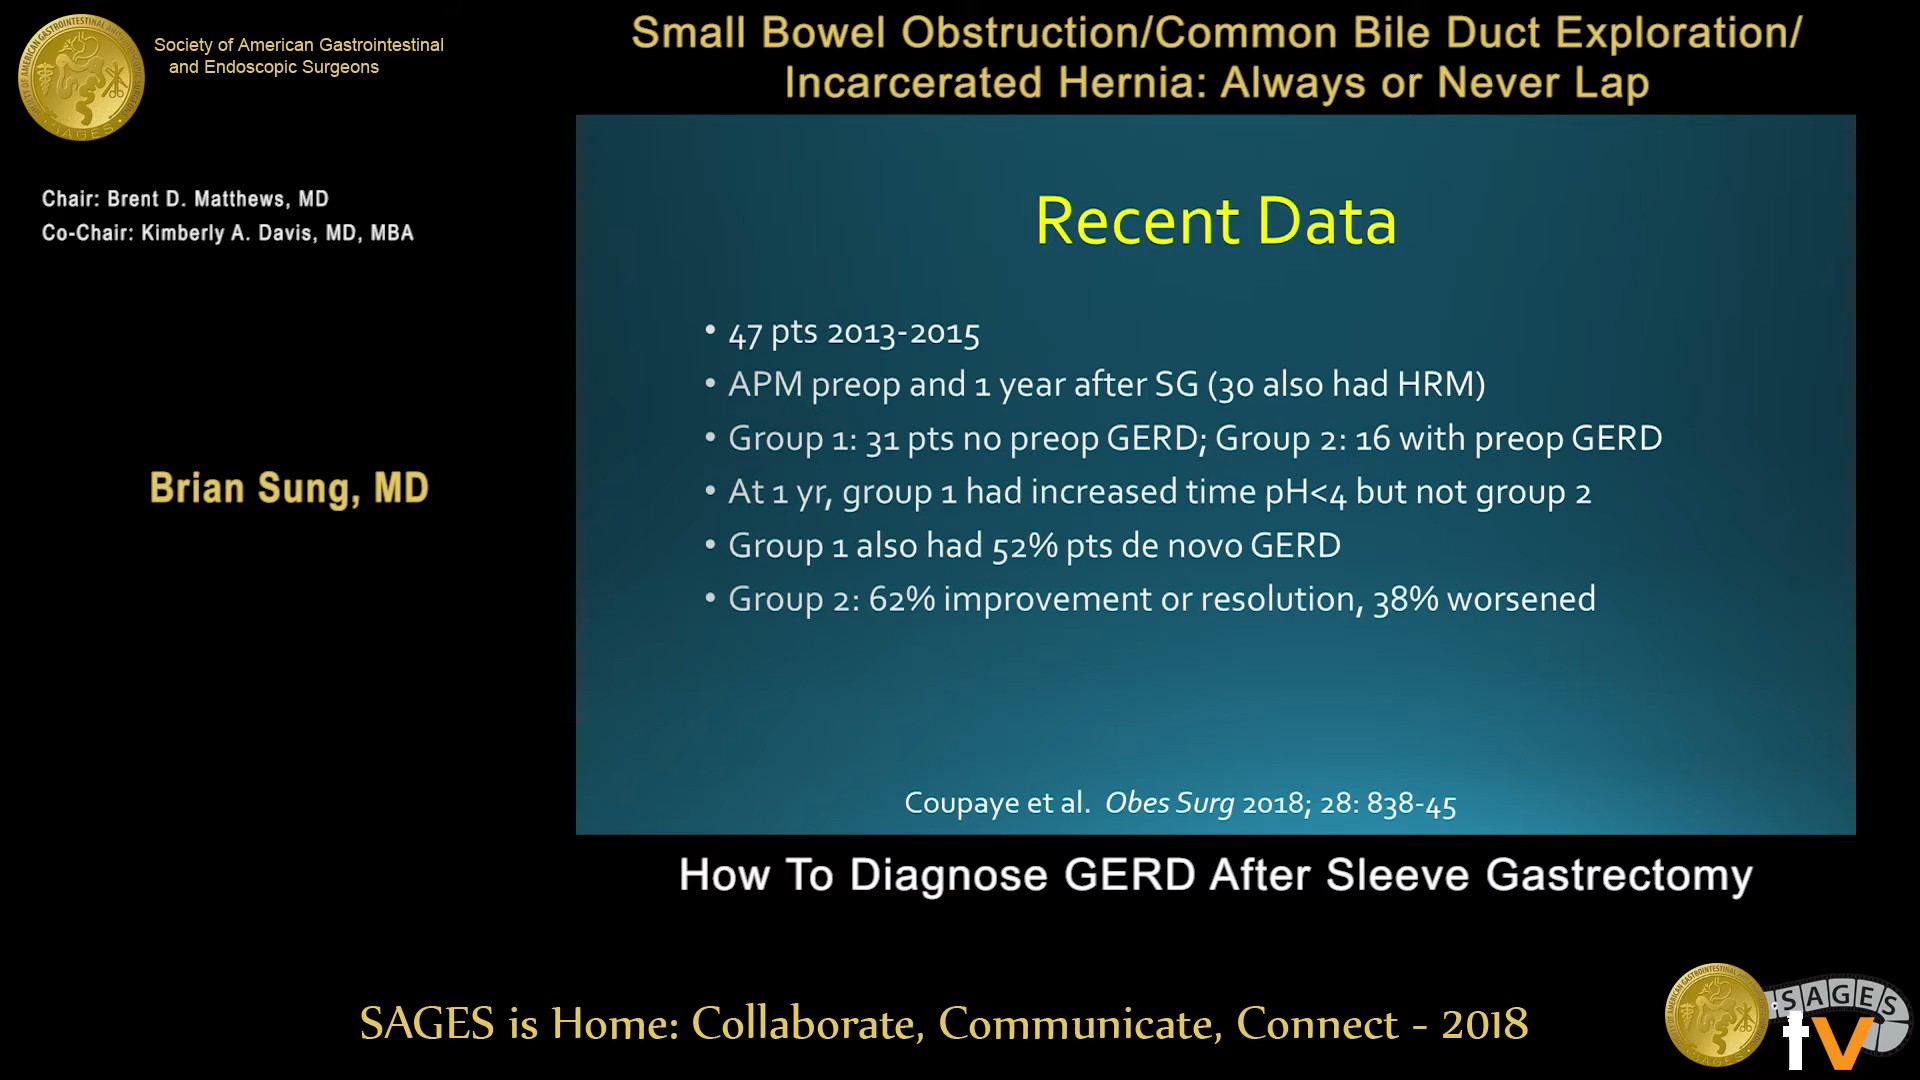 Society of American Gastrointestinal
and Endoscopic Surgeons
Small Bowel Obstruction/Common Bile Duct Exploration/
Incarcerated Hernia: Always or Never Lap
Chair: Brent D. Matthews, MD
Co-Chair: Kimberly A. Davis, MD, MBA
Brian Sung, MD
Recent Data
• 47 pts 2013-2015
• APM preop and 1 year after SG (30 also had HRM)
• Group 1: 31 pts no preop GERD; Group 2: 16 with preop GERD
• At 1 yr, group 1 had increased time pH<4 but not group 2
• Group 1 also had 52% pts de novo GERD
• Group 2: 62% improvement or resolution, 38% worsened
Coupaye et al. Obes Surg 2018; 28: 838-45
How To Diagnose GERD After Sleeve Gastrectomy
SAGES is Home: Collaborate, Communicate, Connect - 2018
SAGES
tv